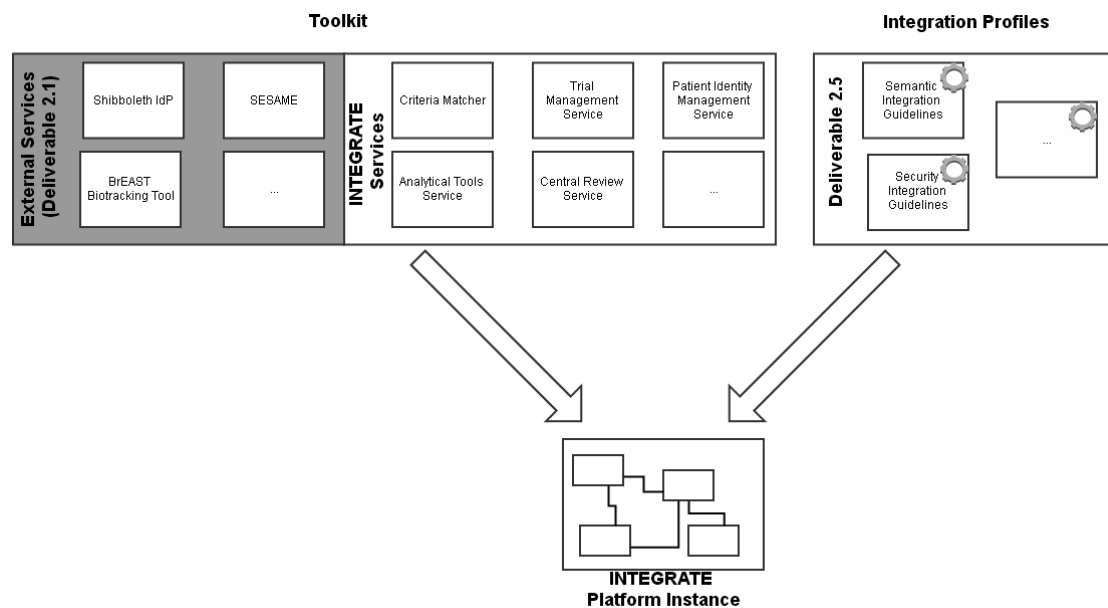 Toolkit
Integration Profiles
External Services
(Deliverable 2.1)
Shibboleth IdP
SESAME
BrEAST
Biotracking Tool
...
INTEGRATE
Services
Criteria Matcher
Trial
Management
Service
Patient Identity
Management
Service
Analytical Tools
Service
Central Review
Service
...
Deliverable 2.5
Semantic
Integration
Guidelines
...
Security
Integration
Guidelines
INTEGRATE
Platform Instance